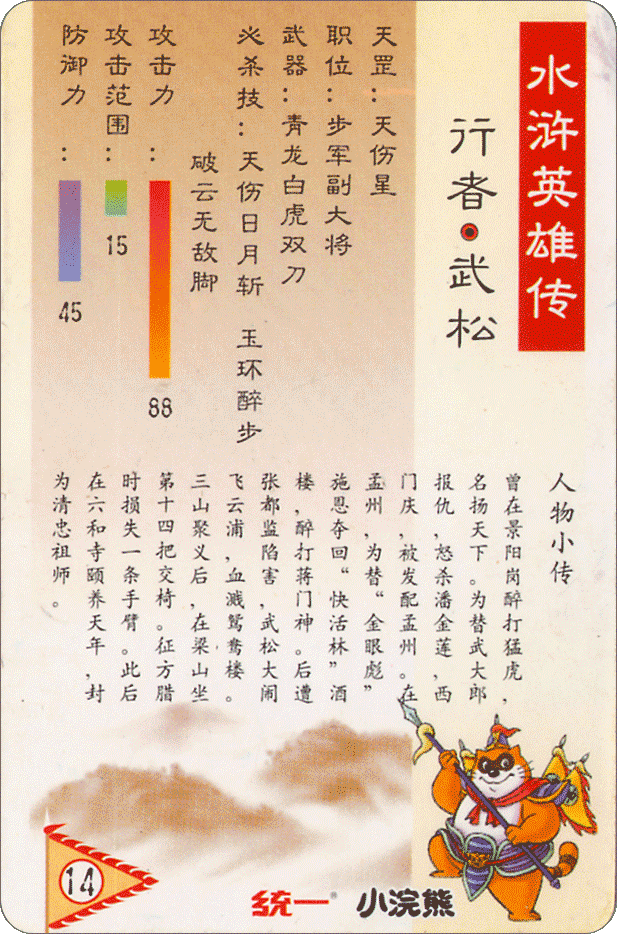 水浒英雄传
行者·武松
天罡：天伤星
职位：步军副大将
武器：青龙白虎双刀
必杀技：天伤日月斩 玉环醉步
破云无敌脚
攻击力：
88
攻击范围：
15
防御力：
45
人物小传
曾在景阳岗醉打猛虎，
名扬天下。为替武大郎
报仇，怒杀潘金莲，西
门庆，被发配孟州。在
孟州，为替“金眼彪”
施恩夺回“快活林”酒
楼，醉打蒋门神。后遭
张都监陷害，武松大闹
飞云浦，血溅鸳鸯楼。
三山聚义后，在梁山坐
第十四把交椅。征方腊
时损失一条手臂。此后
在六和寺颐养天年，封
为清忠祖师。
14
统一® 小浣熊